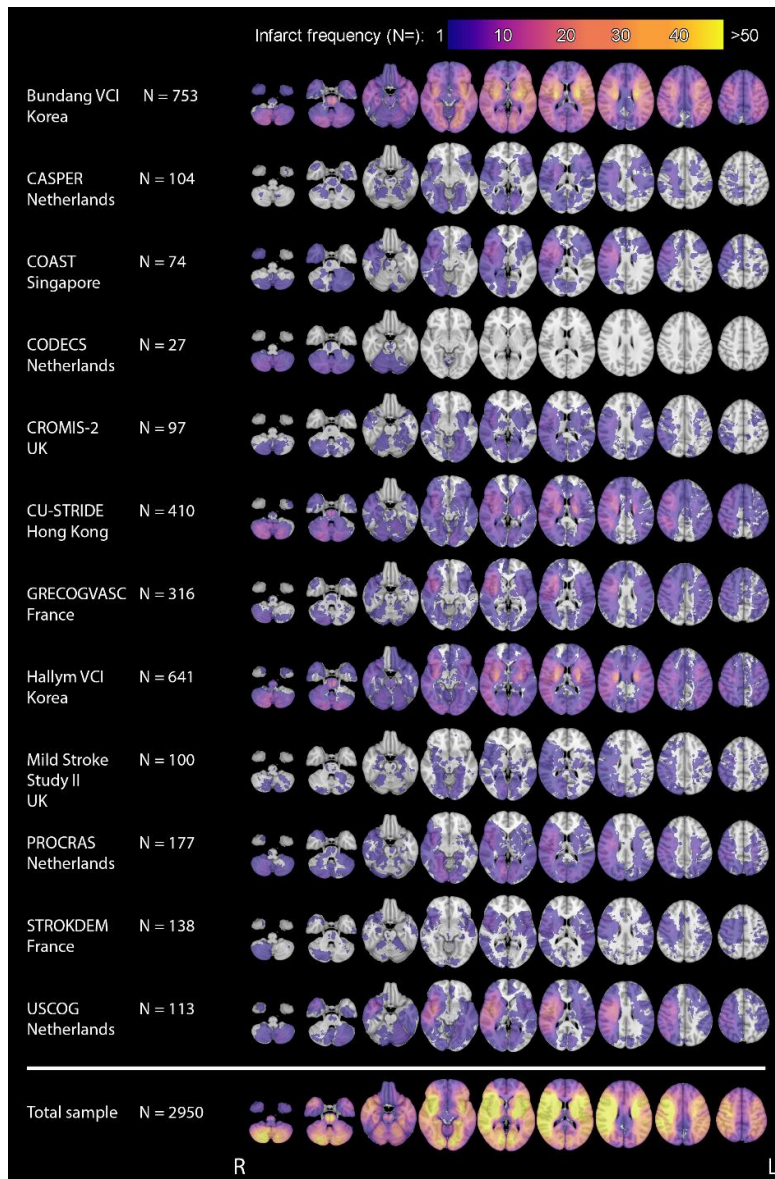 Infarct frequency (N=): 1 10 20 30 40 >50
Bundang VCI N = 753
Korea
CASPER N = 104
Netherlands
COAST N = 74
Singapore
CODECS N = 27
Netherlands
CROMIS-2 N = 97
UK
CU-STRIDE N = 410
Hong Kong
GRECOGVASC N = 316
France
Hallym VCI N = 641
Korea
Mild Stroke N = 100
Study II
UK
PROCRAS N = 177
Netherlands
STROKDEM N = 138
France
USCOG N = 113
Netherlands
Total sample N = 2950
R L